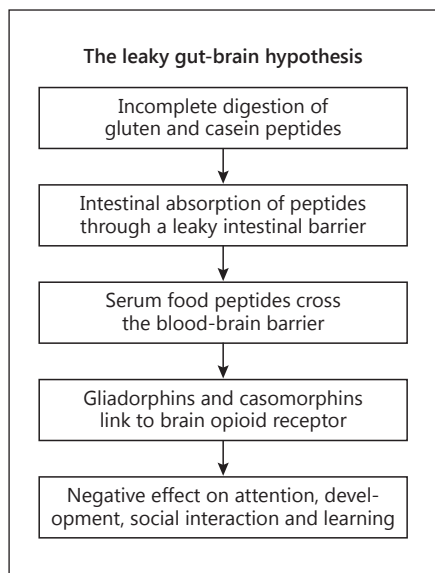 The leaky gut-brain hypothesis
Incomplete digestion of
gluten and casein peptides
Intestinal absorption of peptides
through a leaky intestinal barrier
Serum food peptides cross
the blood-brain barrier
Gliadorphins and casomorphins
link to brain opioid receptor
Negative effect on attention, devel-
opment, social interaction and learning